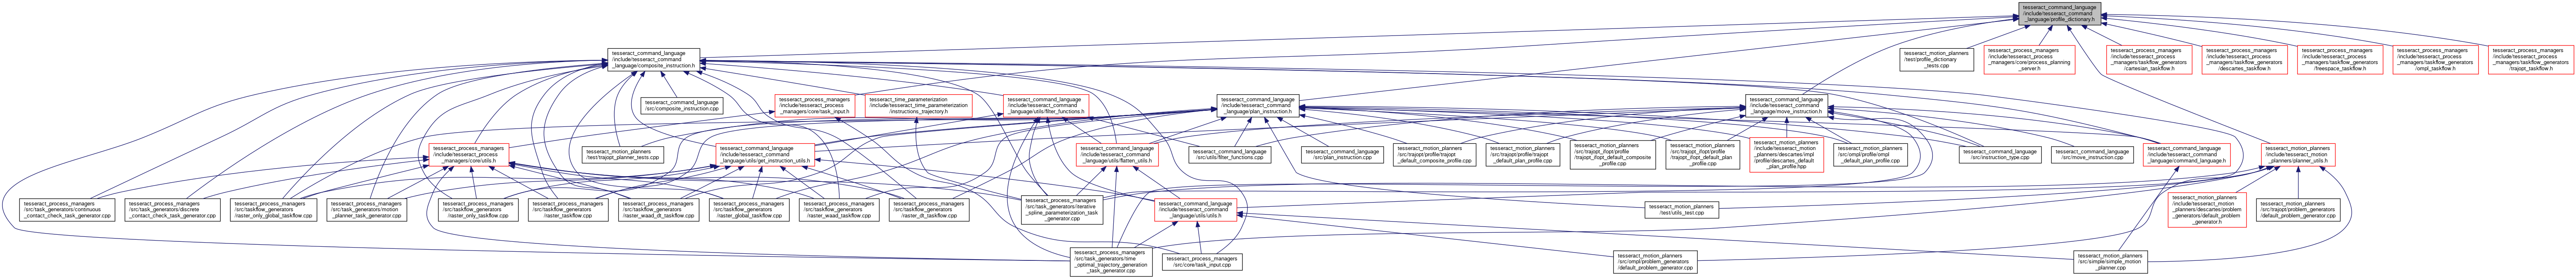 tesseract_command_language
/include/tesseract_command
_language/profile_dictionary.h
tesseract_command_language
/include/tesseract_command
_language/composite_instruction.h
tesseract_motion_planners
/test/profile_dictionary
_tests.cpp
tesseract_process_managers
/include/tesseract_process
_managers/core/process_planning
_server.h
tesseract_process_managers
/include/tesseract_process
_managers/taskflow_generators
/cartesian_taskflow.h
tesseract_process_managers
/include/tesseract_process
_managers/taskflow_generators
/descartes_taskflow.h
tesseract_process_managers
/include/tesseract_process
_managers/taskflow_generators
/freespace_taskflow.h
tesseract_process_managers
/include/tesseract_process
_managers/taskflow_generators
/ompl_taskflow.h
tesseract_process_managers
/include/tesseract_process
_managers/taskflow_generators
/trajopt_taskflow.h
tesseract_command_language
/src/composite_instruction.cpp
tesseract_process_managers
/include/tesseract_process
_managers/core/task_input.h
tesseract_time_parameterization
/include/tesseract_time_parameterization
/instructions_trajectory.h
tesseract_command_language
/include/tesseract_command
_language/utils/filter_functions.h
tesseract_command_language
/include/tesseract_command
_language/plan_instruction.h
tesseract_command_language
/include/tesseract_command
_language/move_instruction.h
tesseract_process_managers
/include/tesseract_process
_managers/core/utils.h
tesseract_motion_planners
/test/trajopt_planner_tests.cpp
tesseract_command_language
/include/tesseract_command
_language/utils/get_instruction_utils.h
tesseract_command_language
/include/tesseract_command
_language/utils/flatten_utils.h
tesseract_command_language
/src/utils/filter_functions.cpp
tesseract_command_language
/src/plan_instruction.cpp
tesseract_motion_planners
/src/trajopt/profile/trajopt
_default_composite_profile.cpp
tesseract_motion_planners
/src/trajopt/profile/trajopt
_default_plan_profile.cpp
tesseract_motion_planners
/src/trajopt_ifopt/profile
/trajopt_ifopt_default_composite
_profile.cpp
tesseract_motion_planners
/src/trajopt_ifopt/profile
/trajopt_ifopt_default_plan
_profile.cpp
tesseract_motion_planners
/include/tesseract_motion
_planners/descartes/impl
/profile/descartes_default
_plan_profile.hpp
tesseract_motion_planners
/src/ompl/profile/ompl
_default_plan_profile.cpp
tesseract_command_language
/src/instruction_type.cpp
tesseract_command_language
/src/move_instruction.cpp
tesseract_command_language
/include/tesseract_command
_language/command_language.h
tesseract_motion_planners
/include/tesseract_motion
_planners/planner_utils.h
tesseract_process_managers
/src/task_generators/continuous
_contact_check_task_generator.cpp
tesseract_process_managers
/src/task_generators/discrete
_contact_check_task_generator.cpp
tesseract_process_managers
/src/taskflow_generators
/raster_only_global_taskflow.cpp
tesseract_process_managers
/src/task_generators/motion
_planner_task_generator.cpp
tesseract_process_managers
/src/taskflow_generators
/raster_only_taskflow.cpp
tesseract_process_managers
/src/taskflow_generators
/raster_taskflow.cpp
tesseract_process_managers
/src/taskflow_generators
/raster_waad_dt_taskflow.cpp
tesseract_process_managers
/src/taskflow_generators
/raster_global_taskflow.cpp
tesseract_process_managers
/src/taskflow_generators
/raster_waad_taskflow.cpp
tesseract_process_managers
/src/taskflow_generators
/raster_dt_taskflow.cpp
tesseract_process_managers
/src/task_generators/iterative
_spline_parameterization_task
_generator.cpp
tesseract_command_language
/include/tesseract_command
_language/utils/utils.h
tesseract_motion_planners
/test/utils_test.cpp
tesseract_motion_planners
/include/tesseract_motion
_planners/descartes/problem
_generators/default_problem
_generator.h
tesseract_motion_planners
/src/trajopt/problem_generators
/default_problem_generator.cpp
tesseract_process_managers
/src/task_generators/time
_optimal_trajectory_generation
_task_generator.cpp
tesseract_process_managers
/src/core/task_input.cpp
tesseract_motion_planners
/src/ompl/problem_generators
/default_problem_generator.cpp
tesseract_motion_planners
/src/simple/simple_motion
_planner.cpp